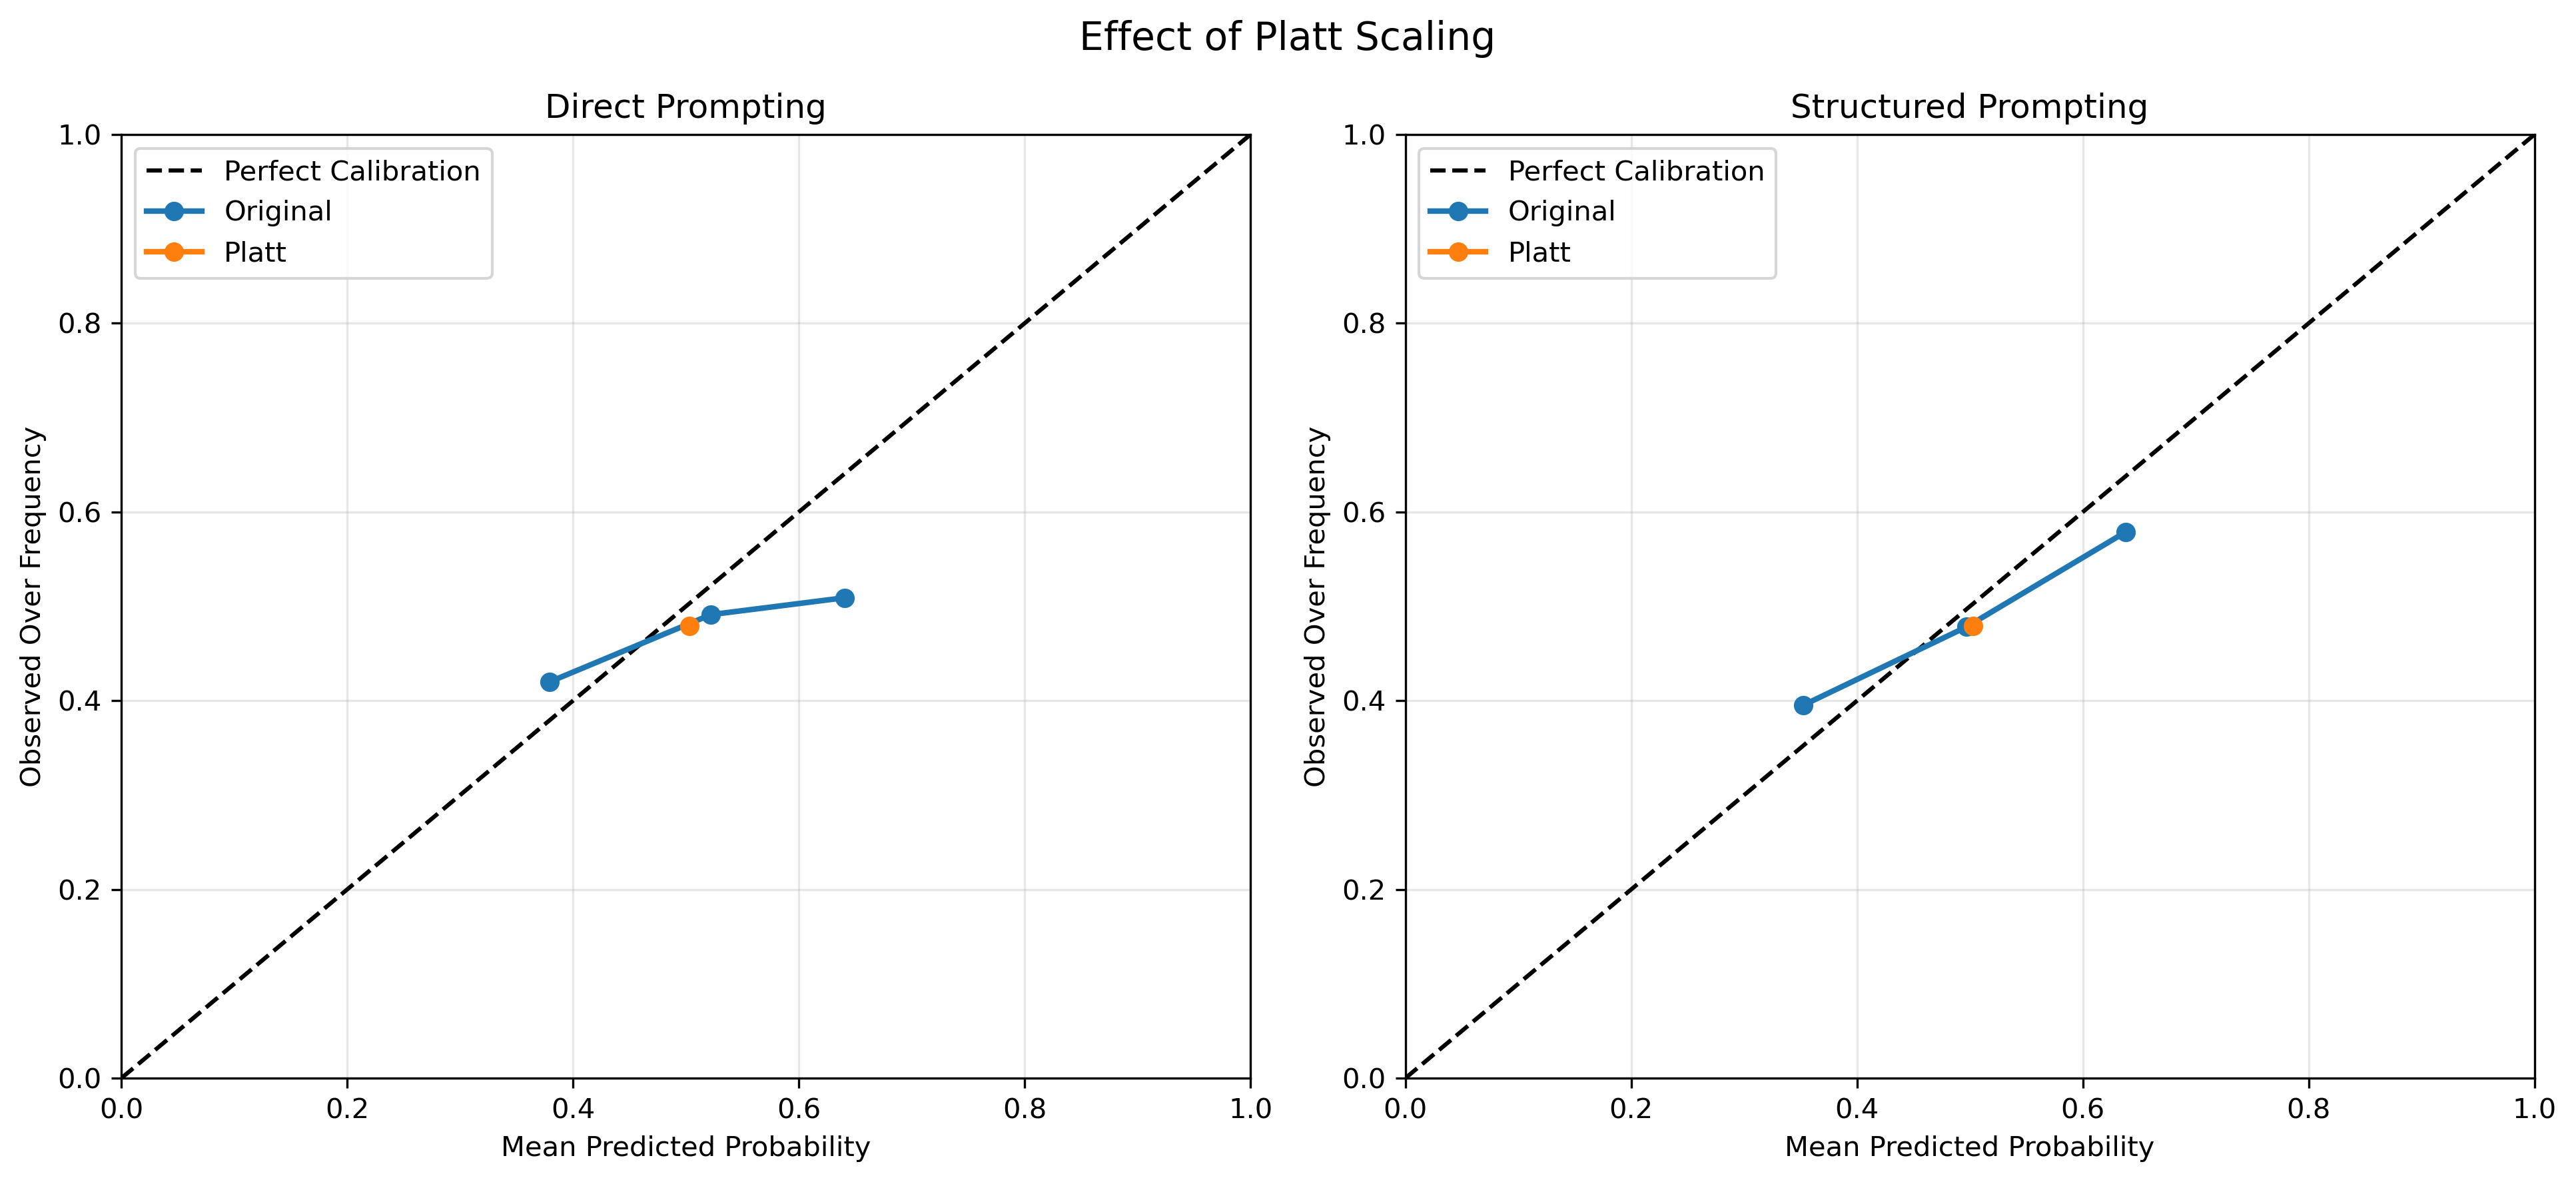 Effect of Platt Scaling
Direct Prompting
Perfect Calibration
Original
Platt
1.0
0.8
0.6
0.4
0.2
0.0
Observed Over Frequency
0.0 0.2 0.4 0.6 0.8 1.0
Mean Predicted Probability
Structured Prompting
Perfect Calibration
Original
Platt
1.0
0.8
0.6
0.4
0.2
0.0
Observed Over Frequency
0.0 0.2 0.4 0.6 0.8 1.0
Mean Predicted Probability